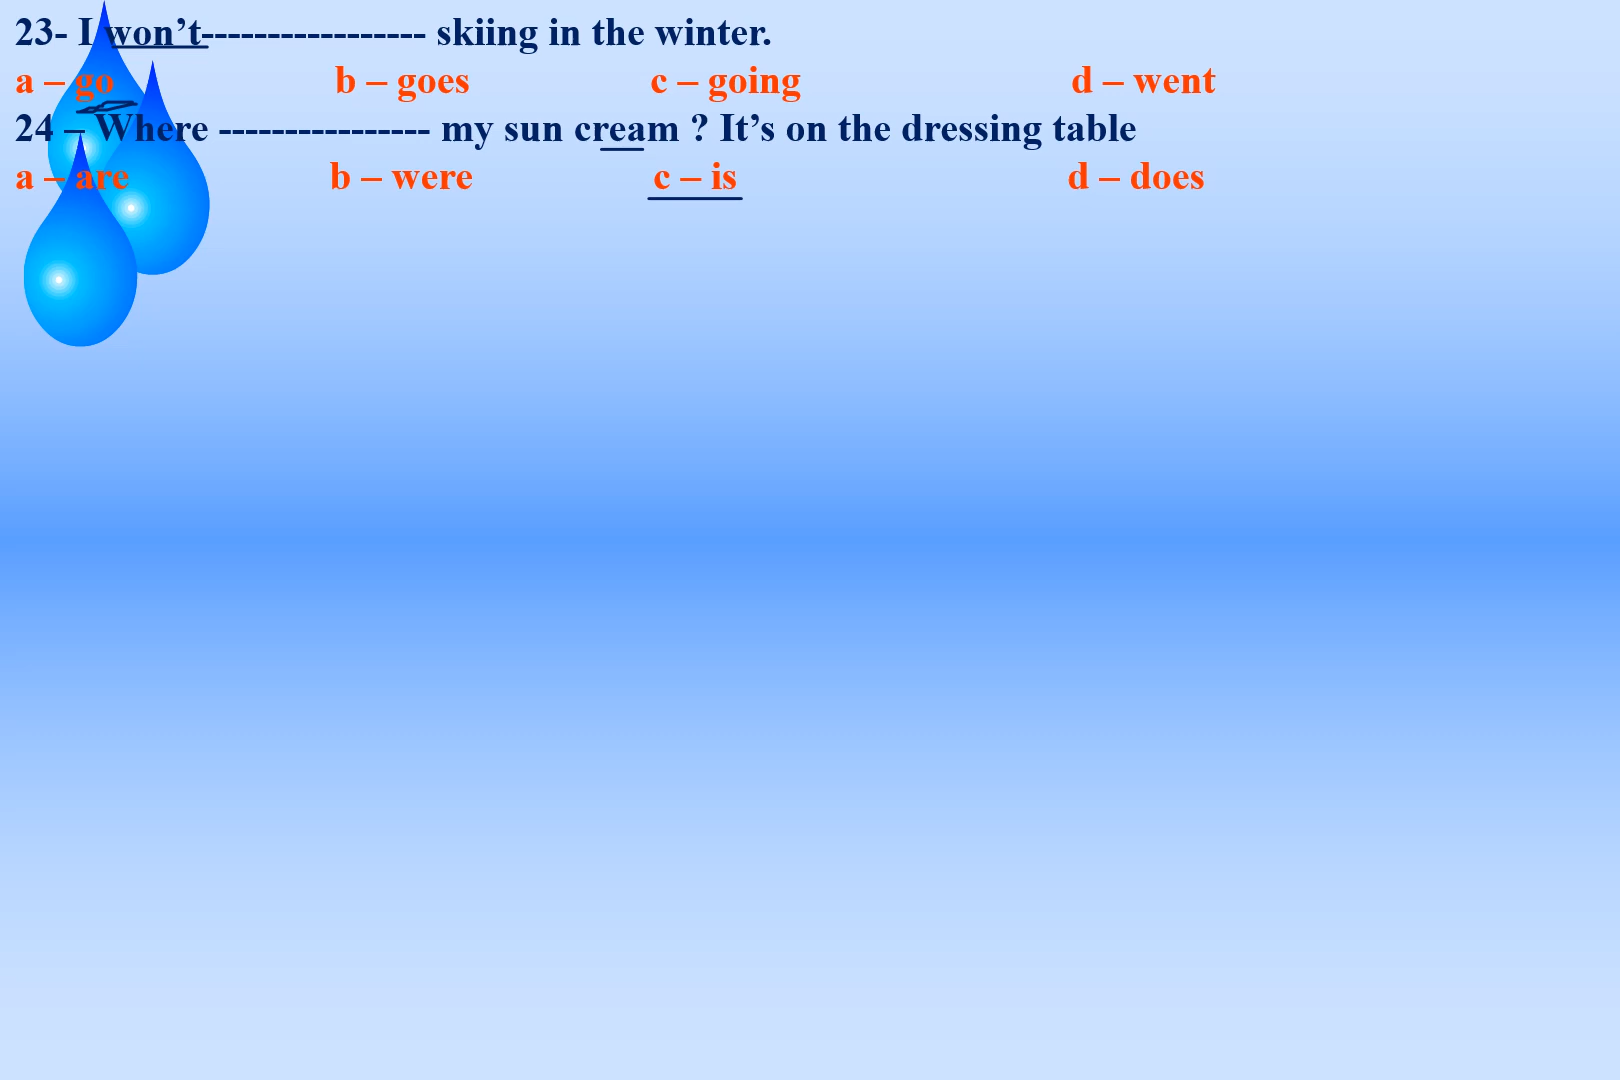 23- I won’t----------------- skiing in the winter.
a – go b – goes c – going d – went
24 – Where ---------------- my sun cream ? It’s on the dressing table
a – are b – were c – is d – does